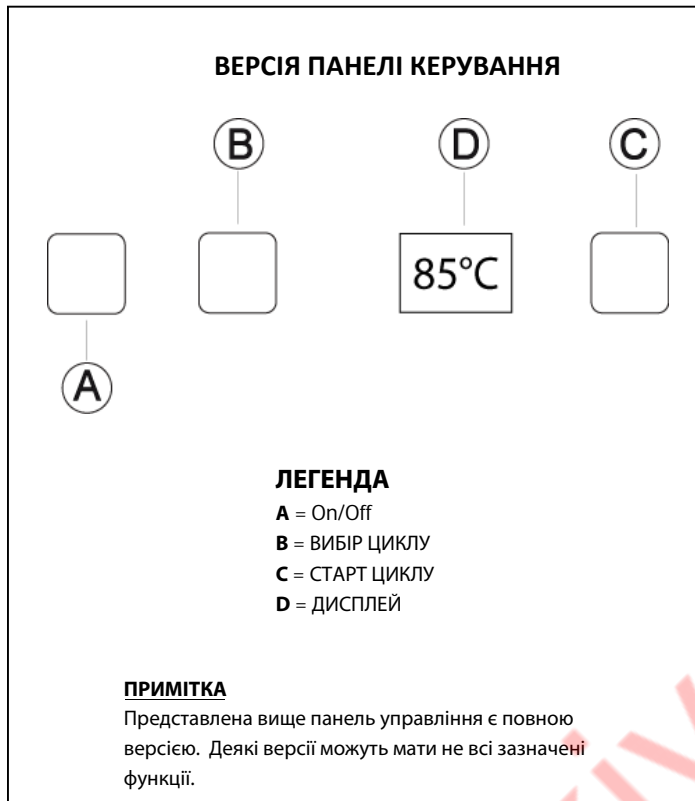 ВЕРСІЯ ПАНЕЛІ КЕРУВАННЯ
B D C
85°C
A
ЛЕГЕНДА
A = On/Off
B = ВИБІР ЦИКЛУ
C = СТАРТ ЦИКЛУ
D = ДИСПЛЕЙ
ПРИМІТКА
Представлена вище панель управління є повною
версією. Деякі версії можуть мати не всі зазначені
функції.